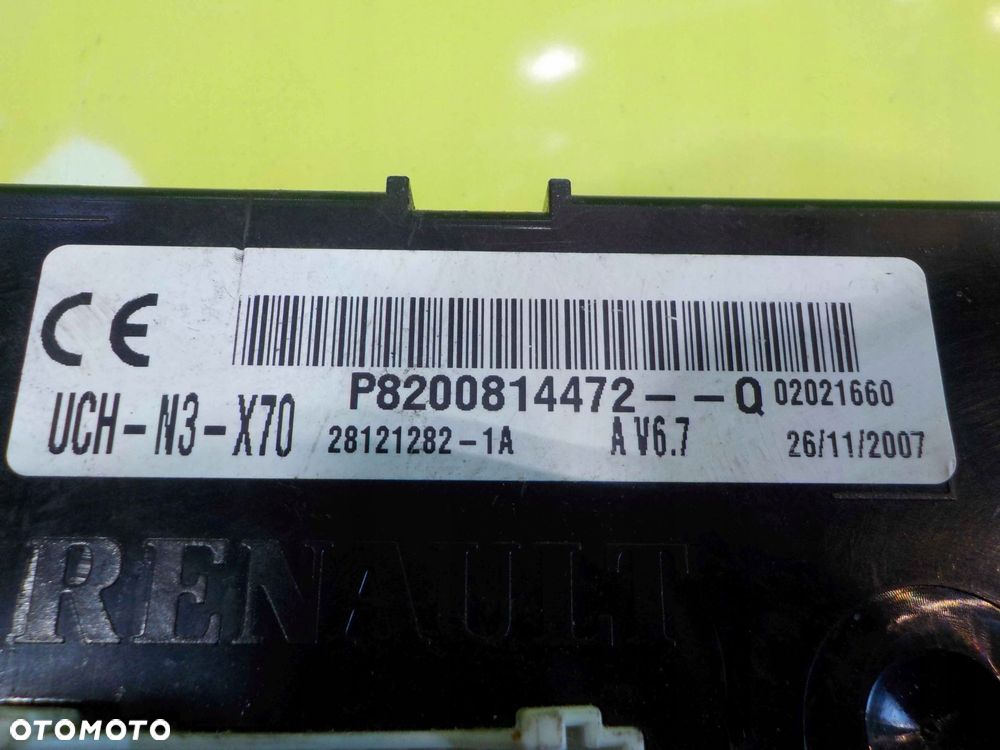 CE
P8200814472--Q 02021660
UCH-N3-X70 28121282-1A A V6.7 26/11/2007
RENAULT
OTOMOTO